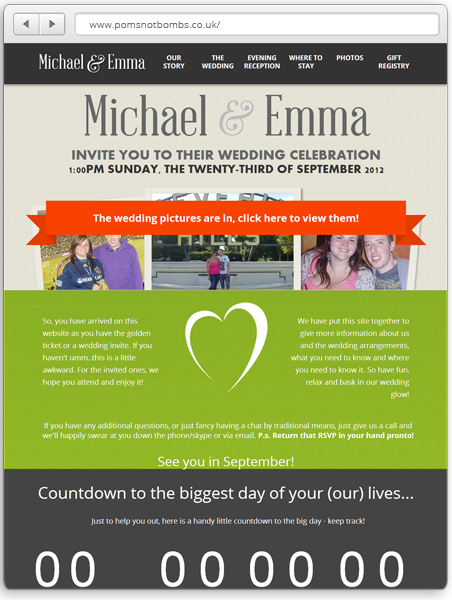 www.pomsnotbombs.co.uk/
Michael & Emma
OUR STORY
THE WEDDING
EVENING RECEPTION
WHERE TO STAY
PHOTOS
GIFT REGISTRY
Michael & Emma
INVITE YOU TO THEIR WEDDING CELEBRATION
1:00PM SUNDAY, THE TWENTY-THIRD OF SEPTEMBER 2012
The wedding pictures are in, click here to view them!
So, you have arrived on this
website as you have the golden
ticket.or a wedding invite. If you
haven't umm..this is a little
awkward. For the invited ones, we
hope you attend and enjoy it!
We have put this site together to
give more information about us
and the wedding arrangements,
what you need to know and where
you need to know it. So have fun,
relax and bask in our wedding
glow!
If you have any additional questions, or just fancy having a chat by traditional means, just give us a call and
we'll happily swear at you down the phone/skype or via email. P.s. Return that RSVP in your hand pronto!
See you in September!
Countdown to the biggest day of your (our) lives...
Just to help you out, here is a handy little countdown to the big day - keep track!
00 00 00 00